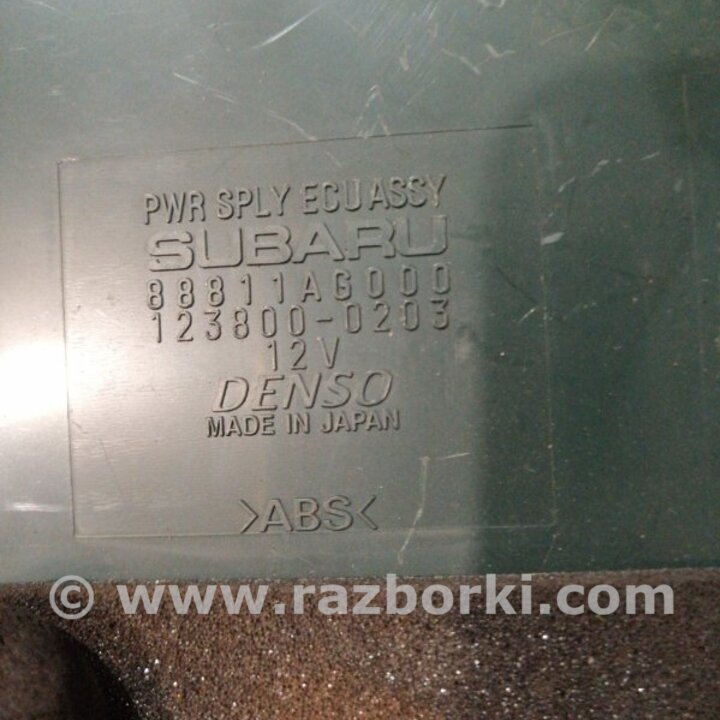 PWR SPLY ECU ASSY
SUBARU
88811AG000
123800-0203
12V
DENSO
MADE IN JAPAN
>ABS<
© www.razborki.com